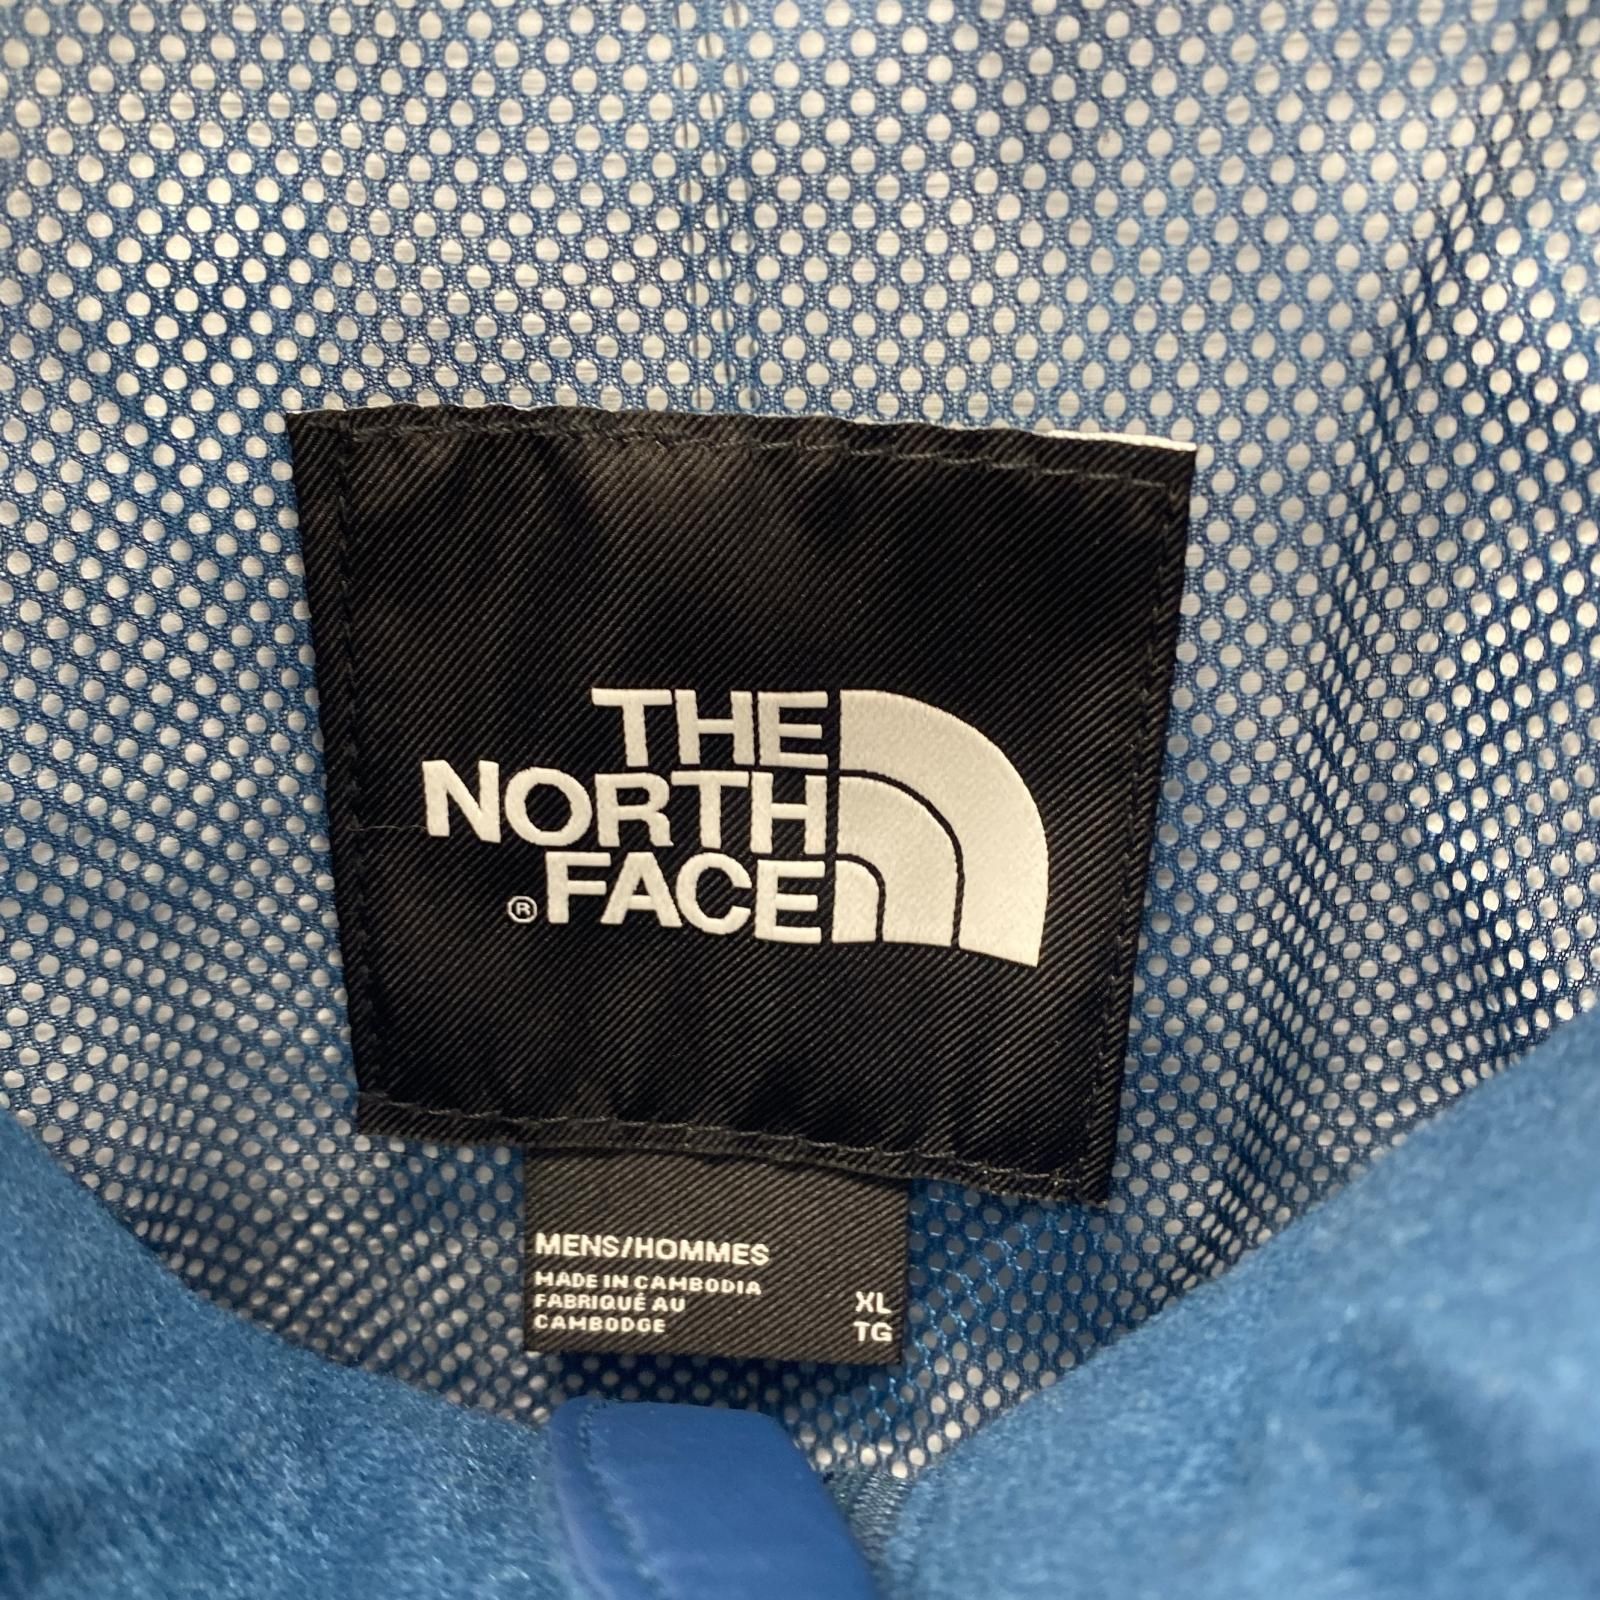 THE
NORTH
® FACE
MENS/HOMMES
MADE IN CAMBODIA
FABRIQUÉ AU
CAMBODGE
XL
TG